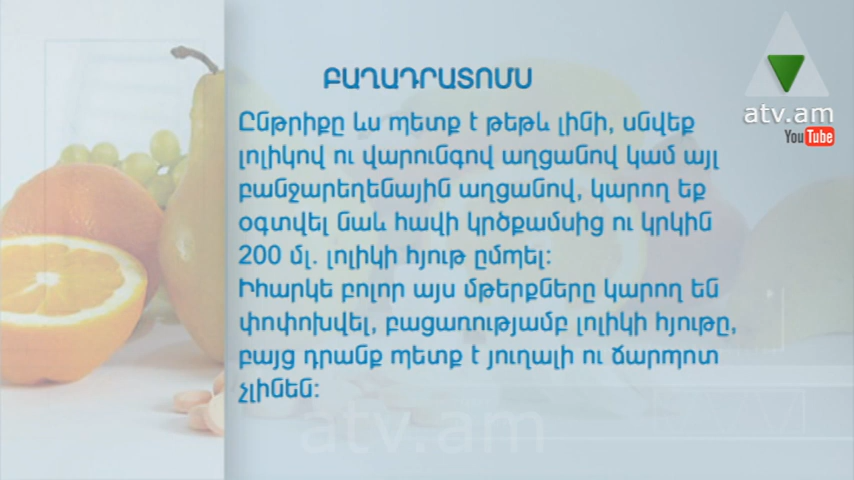 ԲԱՂԱԴՐԱՏՈՄՍ
Ընթրիքը ևս պետք է թեթև լինի, սնվեք
լոլիկով ու վարունգով աղցանով կամ այլ
բանջարեղենային աղցանով, կարող եք
օգտվել նաև հավի կրծքամսից ու կրկին
200 մլ. լոլիկի հյութ ըմպել:
Իհարկե բոլոր այս մթերքները կարող են
փոփոխվել, բացառությամբ լոլիկի հյութը,
բայց դրանք պետք է յուղալի ու ճարպոտ
չլինեն:
atv.am
YouTube
atv.am